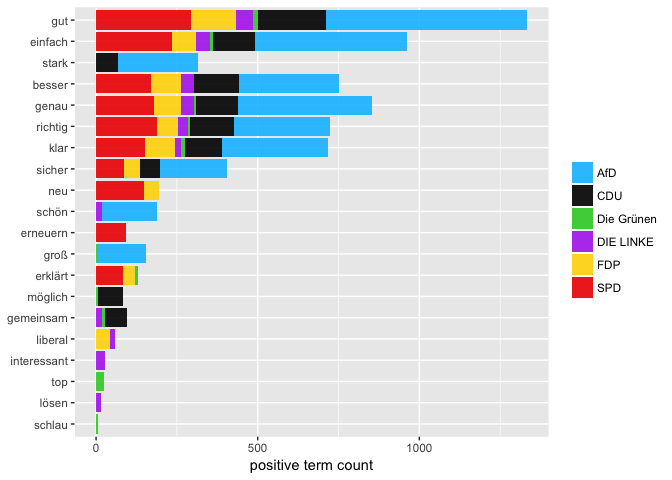 gut
einfach
stark
besser
genau
richtig
klar
sicher
neu
schön
erneuern
groß
erklärt
möglich
gemeinsam
liberal
interessant
top
lösen
schlau
0 500 1000
positive term count
AfD
CDU
Die Grünen
DIE LINKE
FDP
SPD